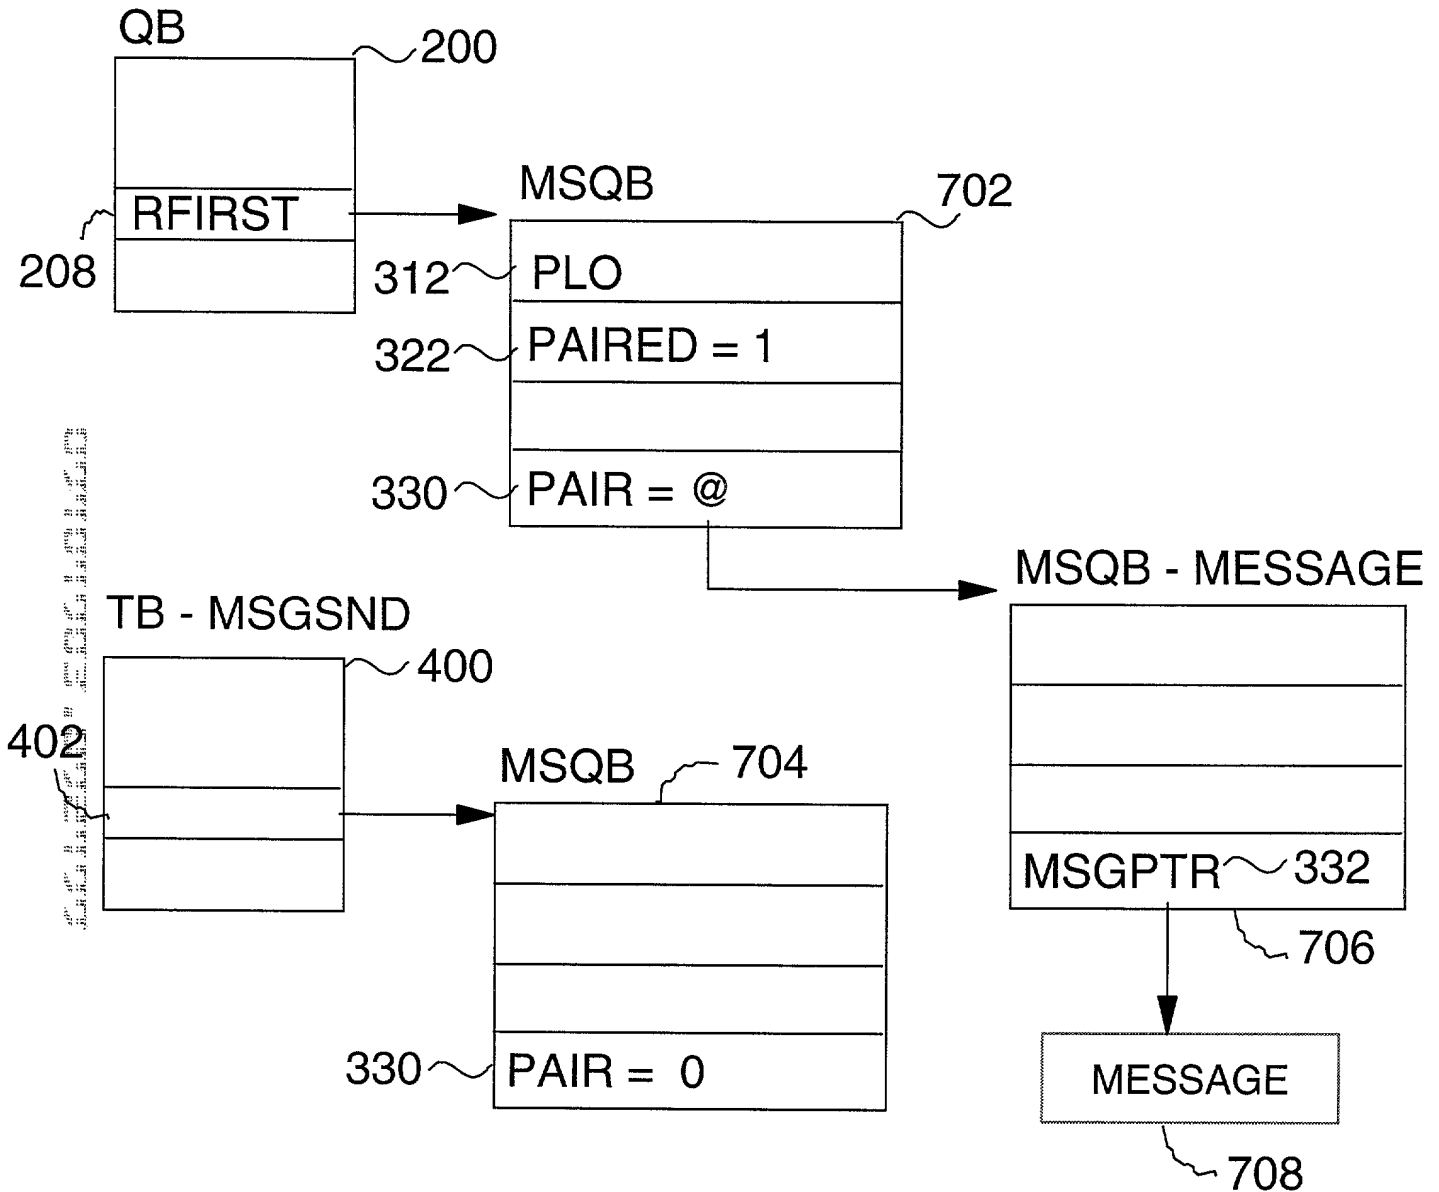 QB
200
RFIRST
208
MSQB
702
312
PLO
322
PAIRED = 1
330
PAIR = @
MSQB - MESSAGE
TB - MSGSND
400
402
MSQB
704
MSGPTR
332
706
330
PAIR = 0
MESSAGE
708